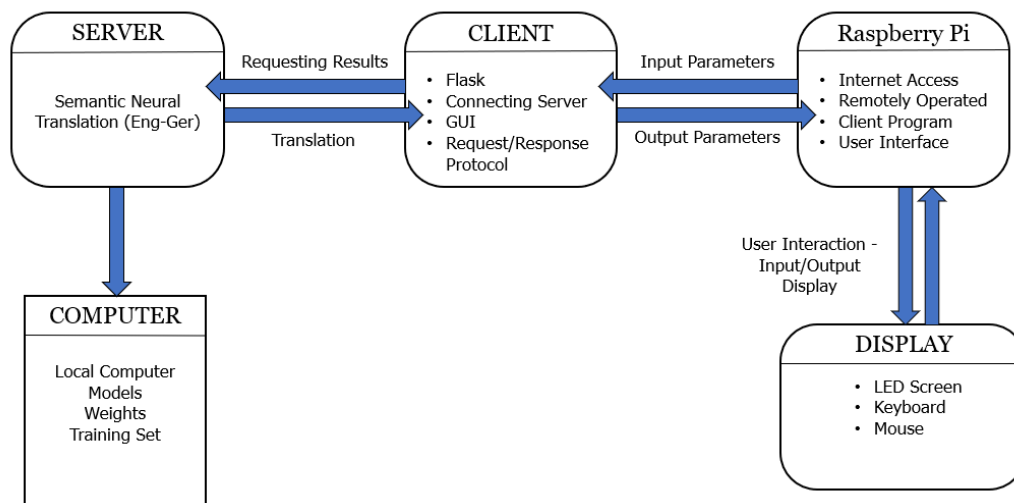 SERVER
Semantic Neural
Translation (Eng-Ger)
Requesting Results
Translation
CLIENT
• Flask
• Connecting Server
• GUI
• Request/Response
Protocol
Input Parameters
Output Parameters
Raspberry Pi
• Internet Access
• Remotely Operated
• Client Program
• User Interface
User Interaction -
Input/Output
Display
COMPUTER
Local Computer
Models
Weights
Training Set
DISPLAY
• LED Screen
• Keyboard
• Mouse